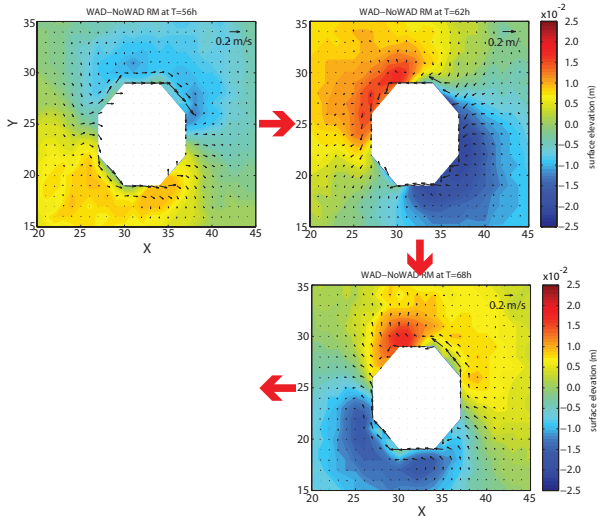 WAD-NoWAD RM at T=56h
0.2 m/s
35
30
25
20
15
Y
20 25 30 35 40 45
X
WAD-NoWAD RM at T=62h
0.2 m/
35
30
25
20
15
20 25 30 35 40 45
x10-2
2.5
2.0
1.5
1.0
0.5
0.0
−0.5
−1.0
−1.5
−2.0
−2.5
surface elevation (m)
WAD-NoWAD RM at T=68h
0.2 m/s
35
30
25
20
15
20 25 30 35 40 45
X
x10-2
2.5
2.0
1.5
1.0
0.5
0.0
−0.5
−1.0
−1.5
−2.0
−2.5
surface elevation (m)